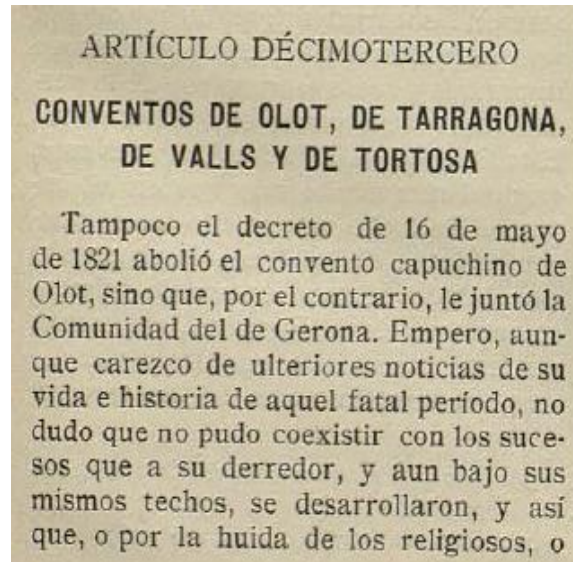 ARTÍCULO DÉCIMOTERCERO
CONVENTOS DE OLOT, DE TARRAGONA,
DE VALLS Y DE TORTOSA
Tampoco el decreto de 16 de mayo
de 1821 abolió el convento capuchino de
Olot, sino que, por el contrario, le juntó la
Comunidad del de Gerona. Empero, aun-
que carezco de ulteriores noticias de su
vida e historia de aquel fatal período, no
dudo que no pudo coexistir con los suce-
sos que a su derredor, y aun bajo sus
mismos techos, se desarrollaron, y así
que, o por la huida de los religiosos, o